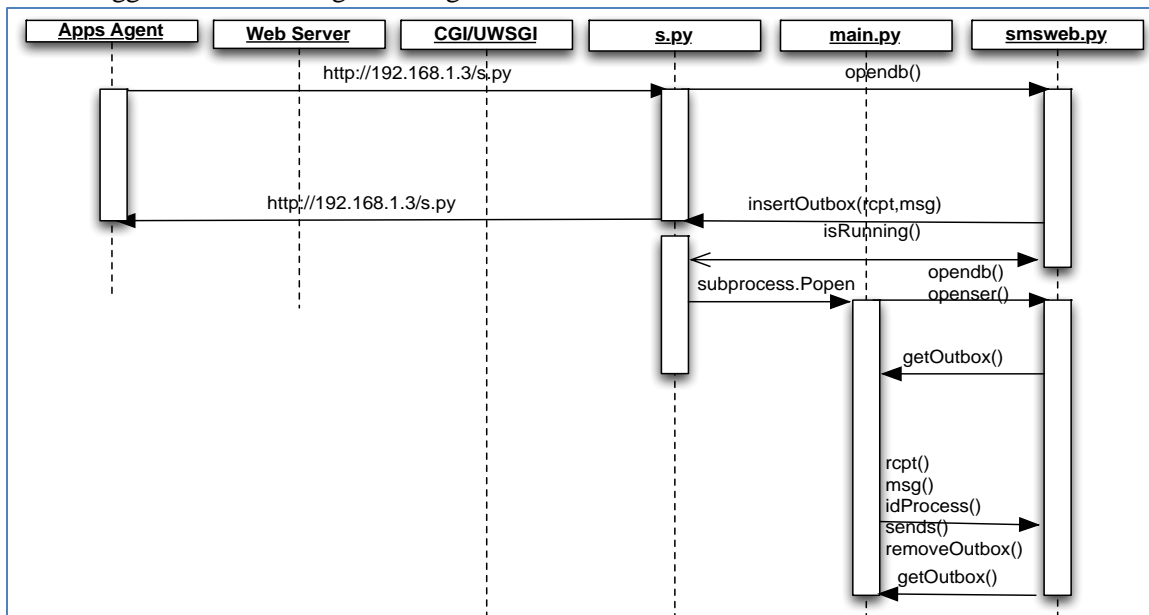 Apps Agent
Web Server
CGI/UWSGI
s.py
main.py
smsweb.py
http://192.168.1.3/s.py
opendb()
http://192.168.1.3/s.py
insertOutbox(rcpt,msg)
isRunning()
opendb()
subprocess.Popen
openser()
getOutbox()
rcpt()
msg()
idProcess()
sends()
removeOutbox()
getOutbox()